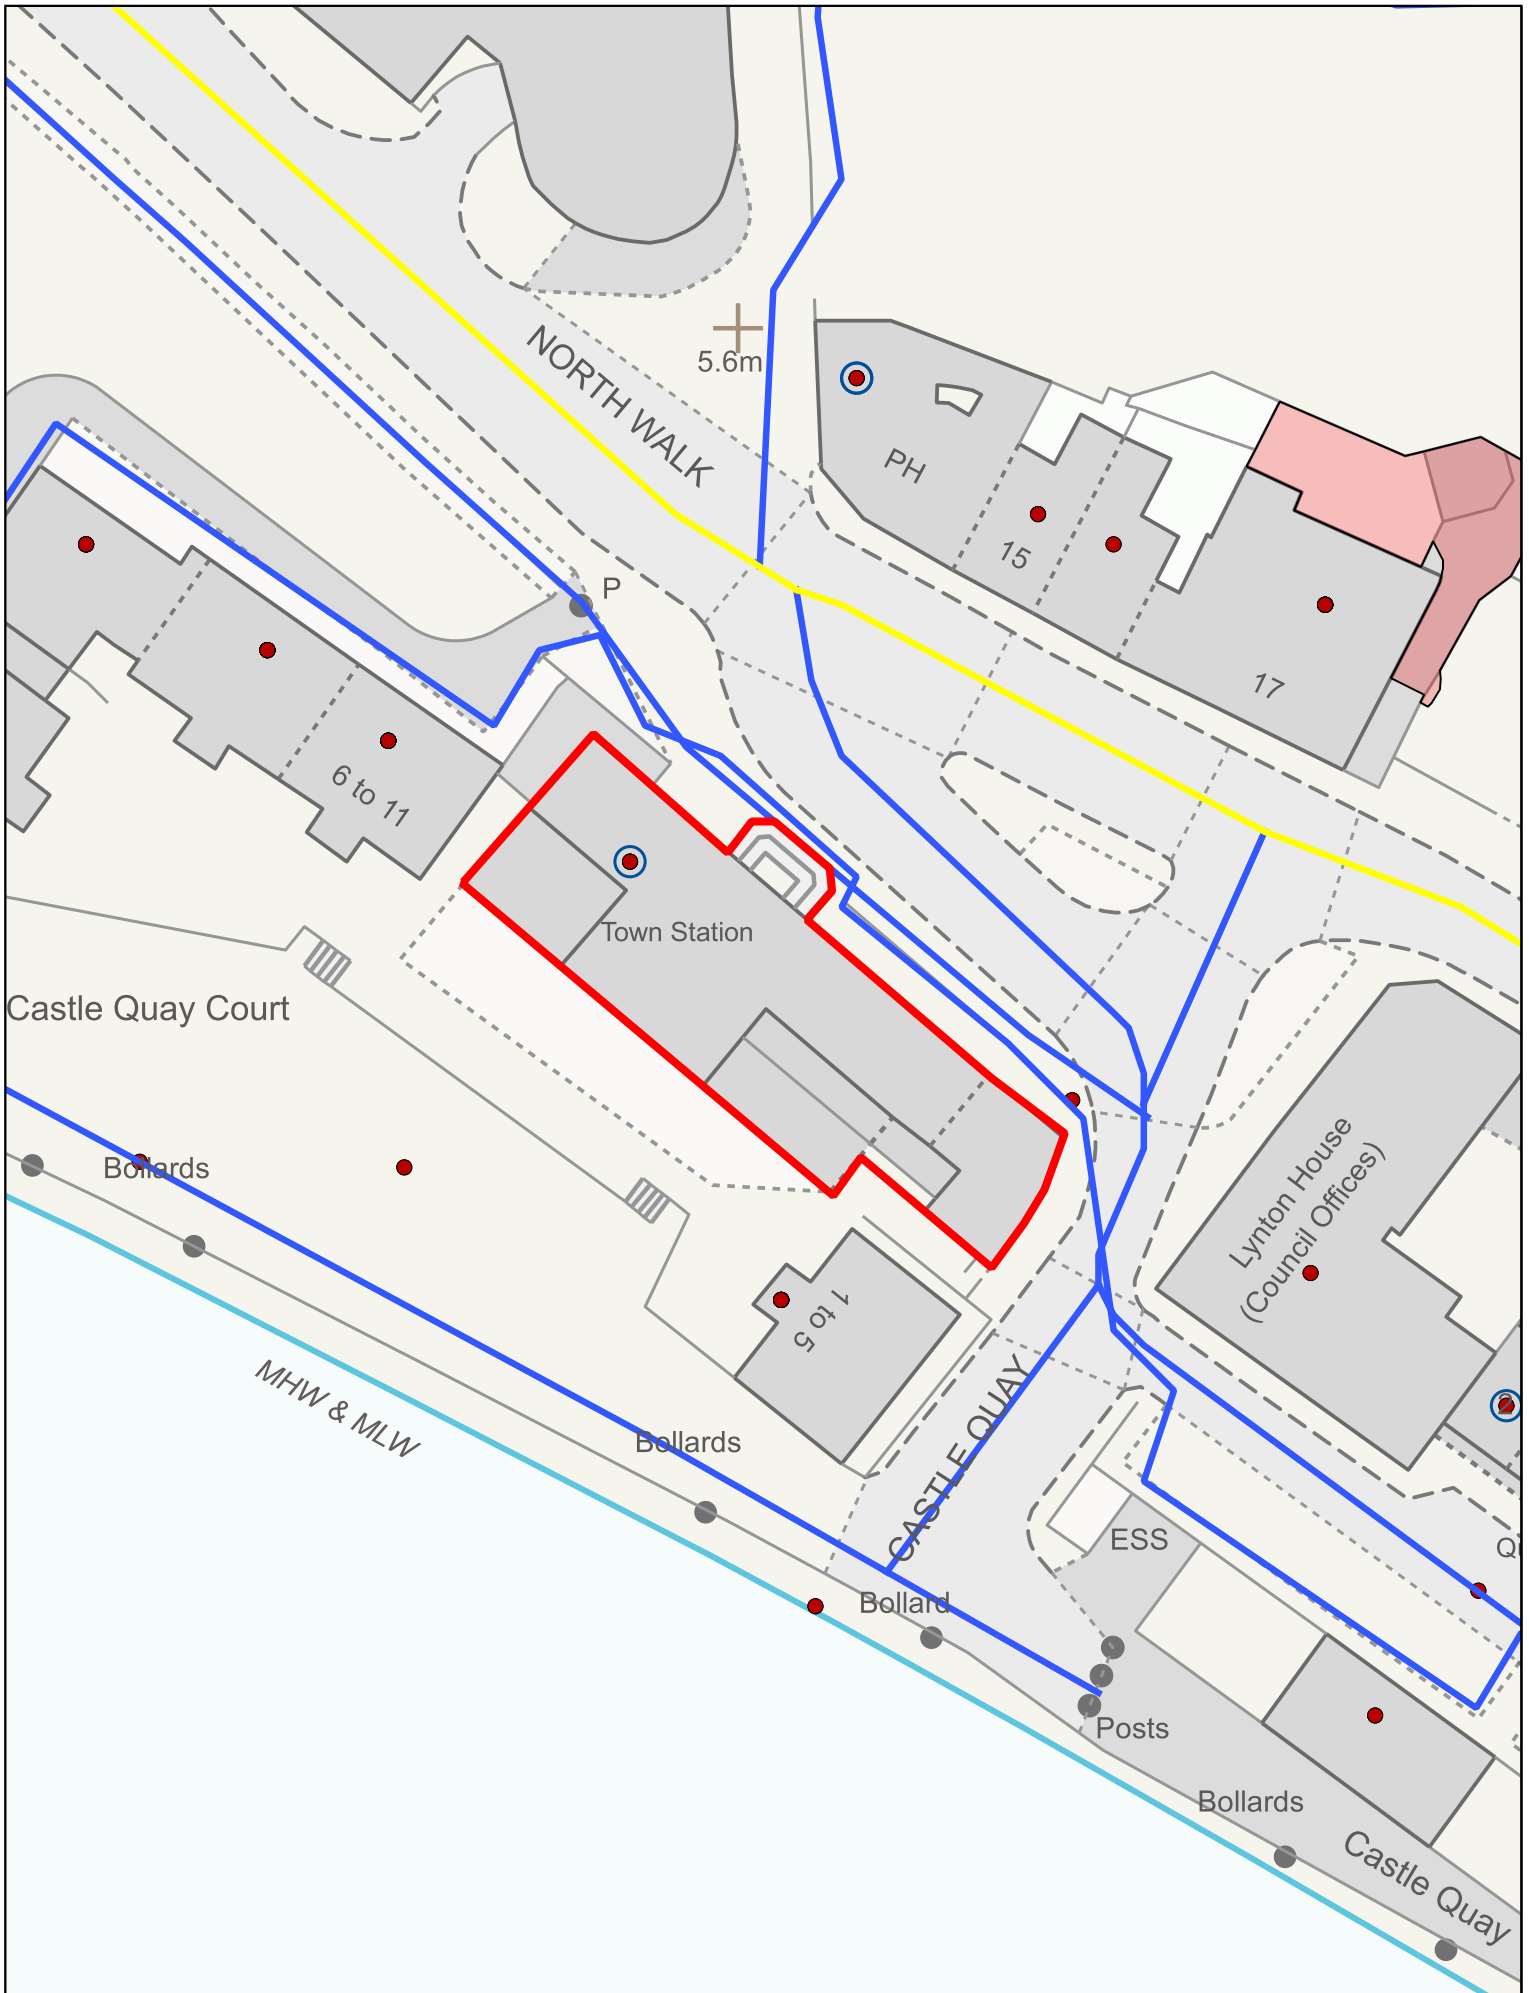 NORTH WALK
5.6m
PH
15
17
P
6 to 11
Town Station
Castle Quay Court
Bollards
Lynton House
(Council Offices)
1 to 5
2
MHW & MLW
Bollards
CASTLE QUAY
ESS
Bollard
Posts
Bollards
Castle Quay